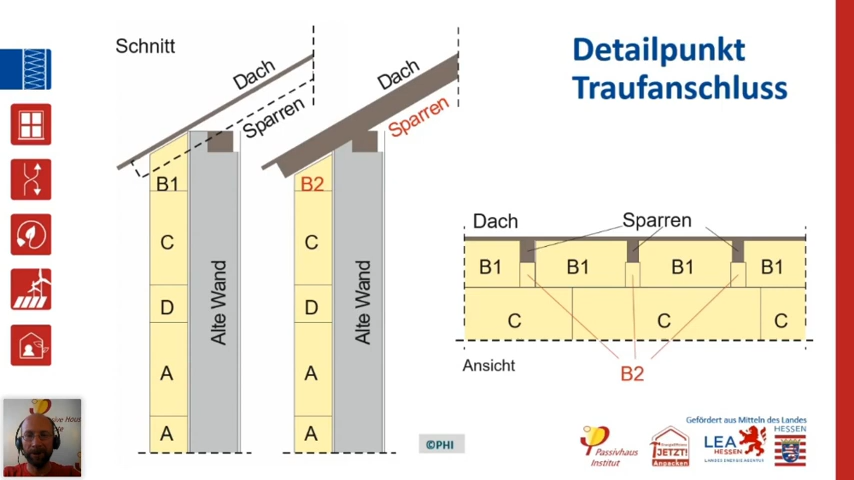 Schnitt
Detailpunkt
Traufanschluss
Dach
Dach
Sparren
Sparren
B1
B2
C
C
D
D
A
A
A
A
Alte Wand
Alte Wand
Dach
Sparren
B1
B1
B1
B1
C
C
C
Ansicht
B2
©PHI
Gefördert aus Mitteln des Landes
HESSEN
Passivhaus
Institut
JETZT!
Anpacken
LEA
HESSEN
LANDESENERGIEAGENTUR